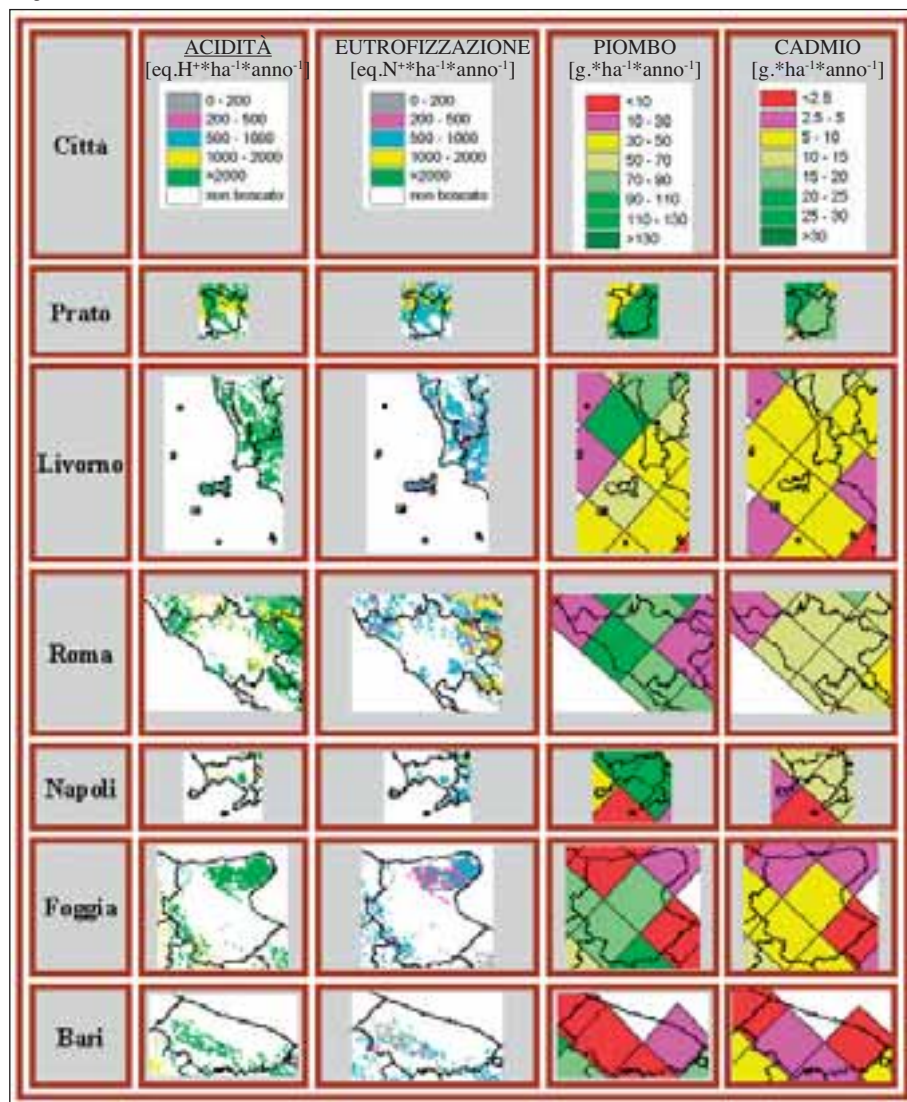 ACIDITÀ
[eq.H⁺*ha⁻¹*anno⁻¹]
EUTROFIZZAZIONE
[eq.N⁺*ha⁻¹*anno⁻¹]
PIOMBO
[g.*ha⁻¹*anno⁻¹]
CADMIO
[g.*ha⁻¹*anno⁻¹]
Città
0 - 200
200 - 500
500 - 1000
1000 - 2000
>2000
non boscato
0 - 200
200 - 500
500 - 1000
1000 - 2000
>2000
non boscato
<10
10 - 30
30 - 50
50 - 70
70 - 90
90 - 110
110 - 130
>130
<2.5
2.5 - 5
5 - 10
10 - 15
15 - 20
20 - 25
25 - 30
>30
Prato
Livorno
Roma
Napoli
Foggia
Bari